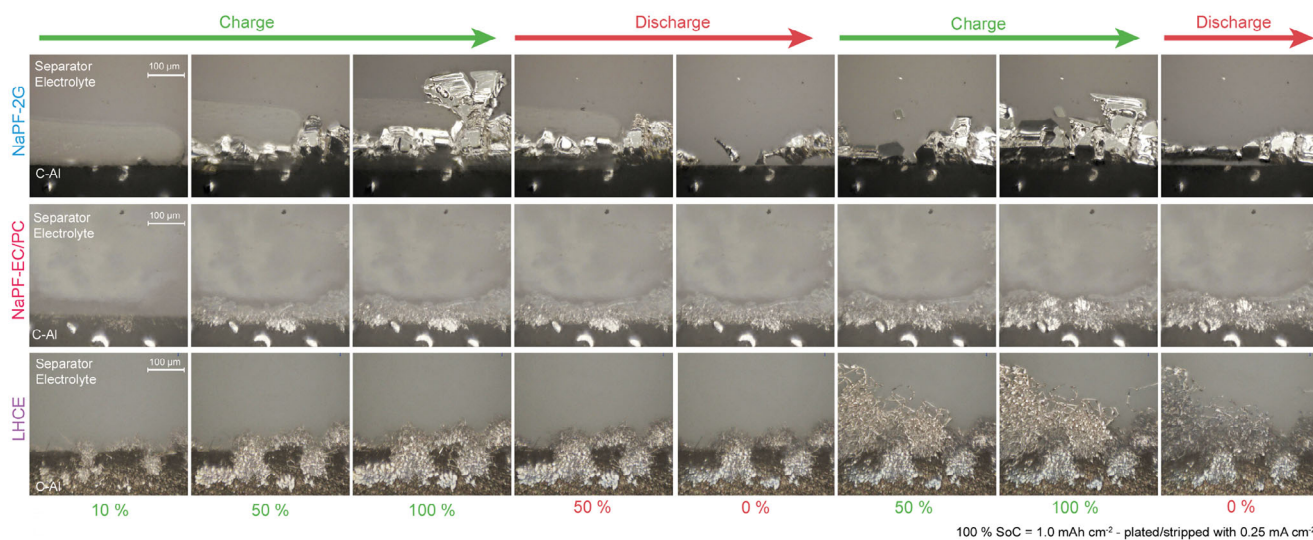 Charge
Discharge
Charge
Discharge
NaPF-2G
Separator
Electrolyte
100 µm
C-Al
NaPF-EC/PC
Separator
Electrolyte
100 µm
C-Al
LHCE
Separator
Electrolyte
100 µm
O-Al
10 %
50 %
100 %
50 %
0 %
50 %
100 %
0 %
100 % SoC = 1.0 mAh cm⁻² - plated/stripped with 0.25 mA cm⁻²